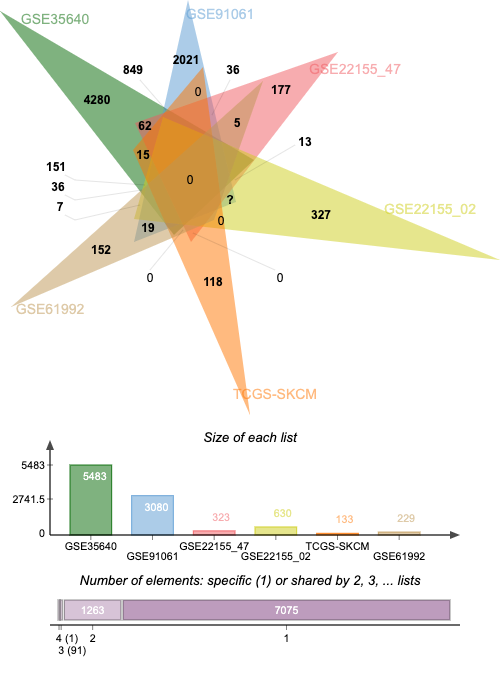 GSE35640
GSE91061
GSE22155_47
GSE22155_02
TCGS-SKCM
GSE61992
849
2021
36
177
0
4280
62
5
13
15
151
0
36
?
7
327
0
19
152
0
0
118
Size of each list
5483
2741.5
0
5483
3080
323
630
133
229
GSE35640
GSE91061
GSE22155_47
GSE22155_02
TCGS-SKCM
GSE61992
Number of elements: specific (1) or shared by 2, 3, ... lists
1263
7075
4 (1)
2
1
3 (91)